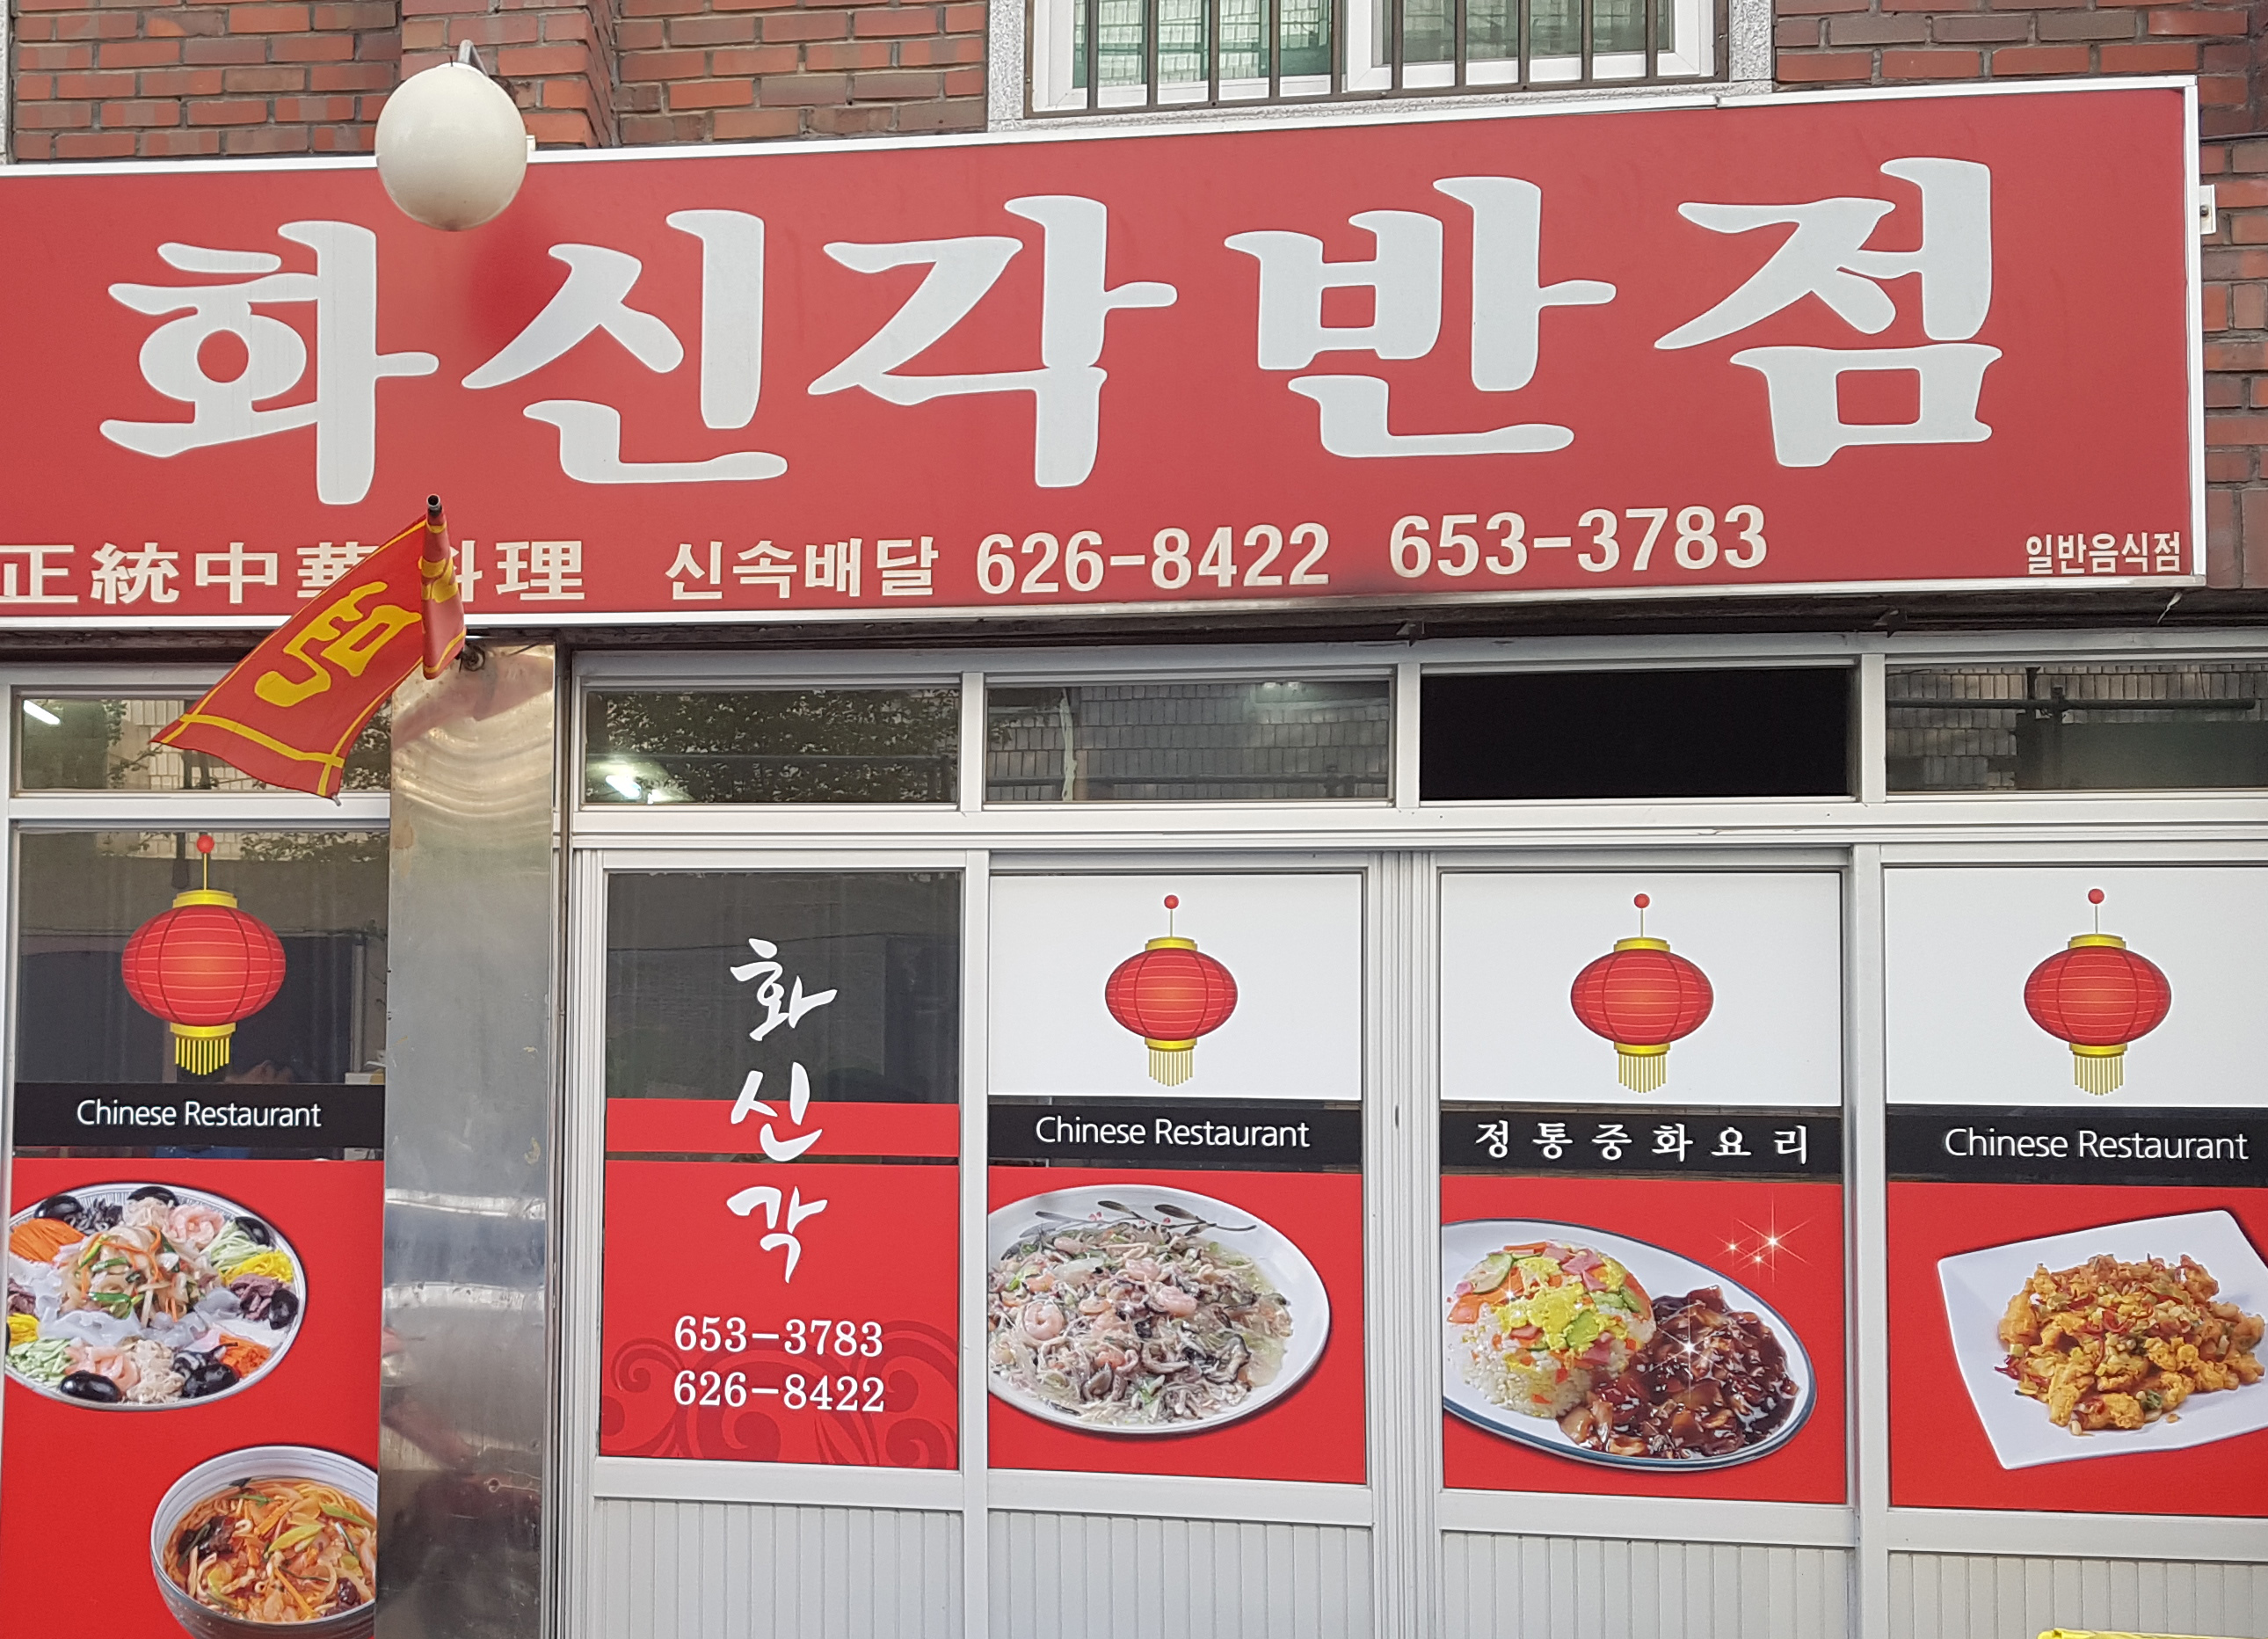 화신각반점
正統中華料理 신속배달 626-8422 653-3783
일반음식점
Chinese Restaurant
화
신
각
653-3783
626-8422
Chinese Restaurant
정통중화요리
Chinese Restaurant